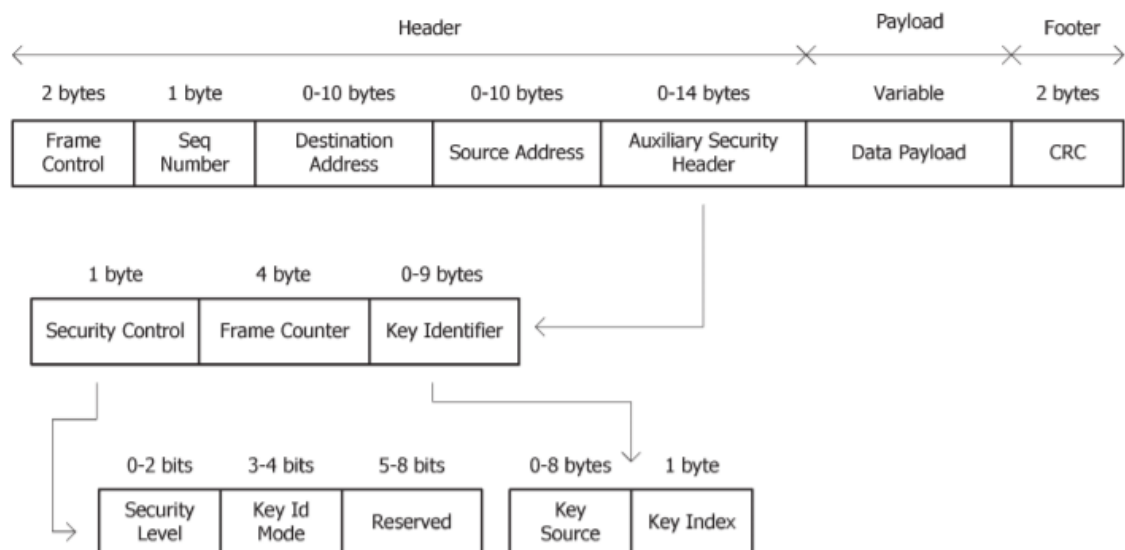 Header
Payload
Footer
2 bytes
1 byte
0-10 bytes
0-10 bytes
0-14 bytes
Variable
2 bytes
Frame
Control
Seq
Number
Destination
Address
Source Address
Auxiliary Security
Header
Data Payload
CRC
1 byte
4 byte
0-9 bytes
Security Control
Frame Counter
Key Identifier
0-2 bits
3-4 bits
5-8 bits
0-8 bytes
1 byte
Security
Level
Key Id
Mode
Reserved
Key
Source
Key Index